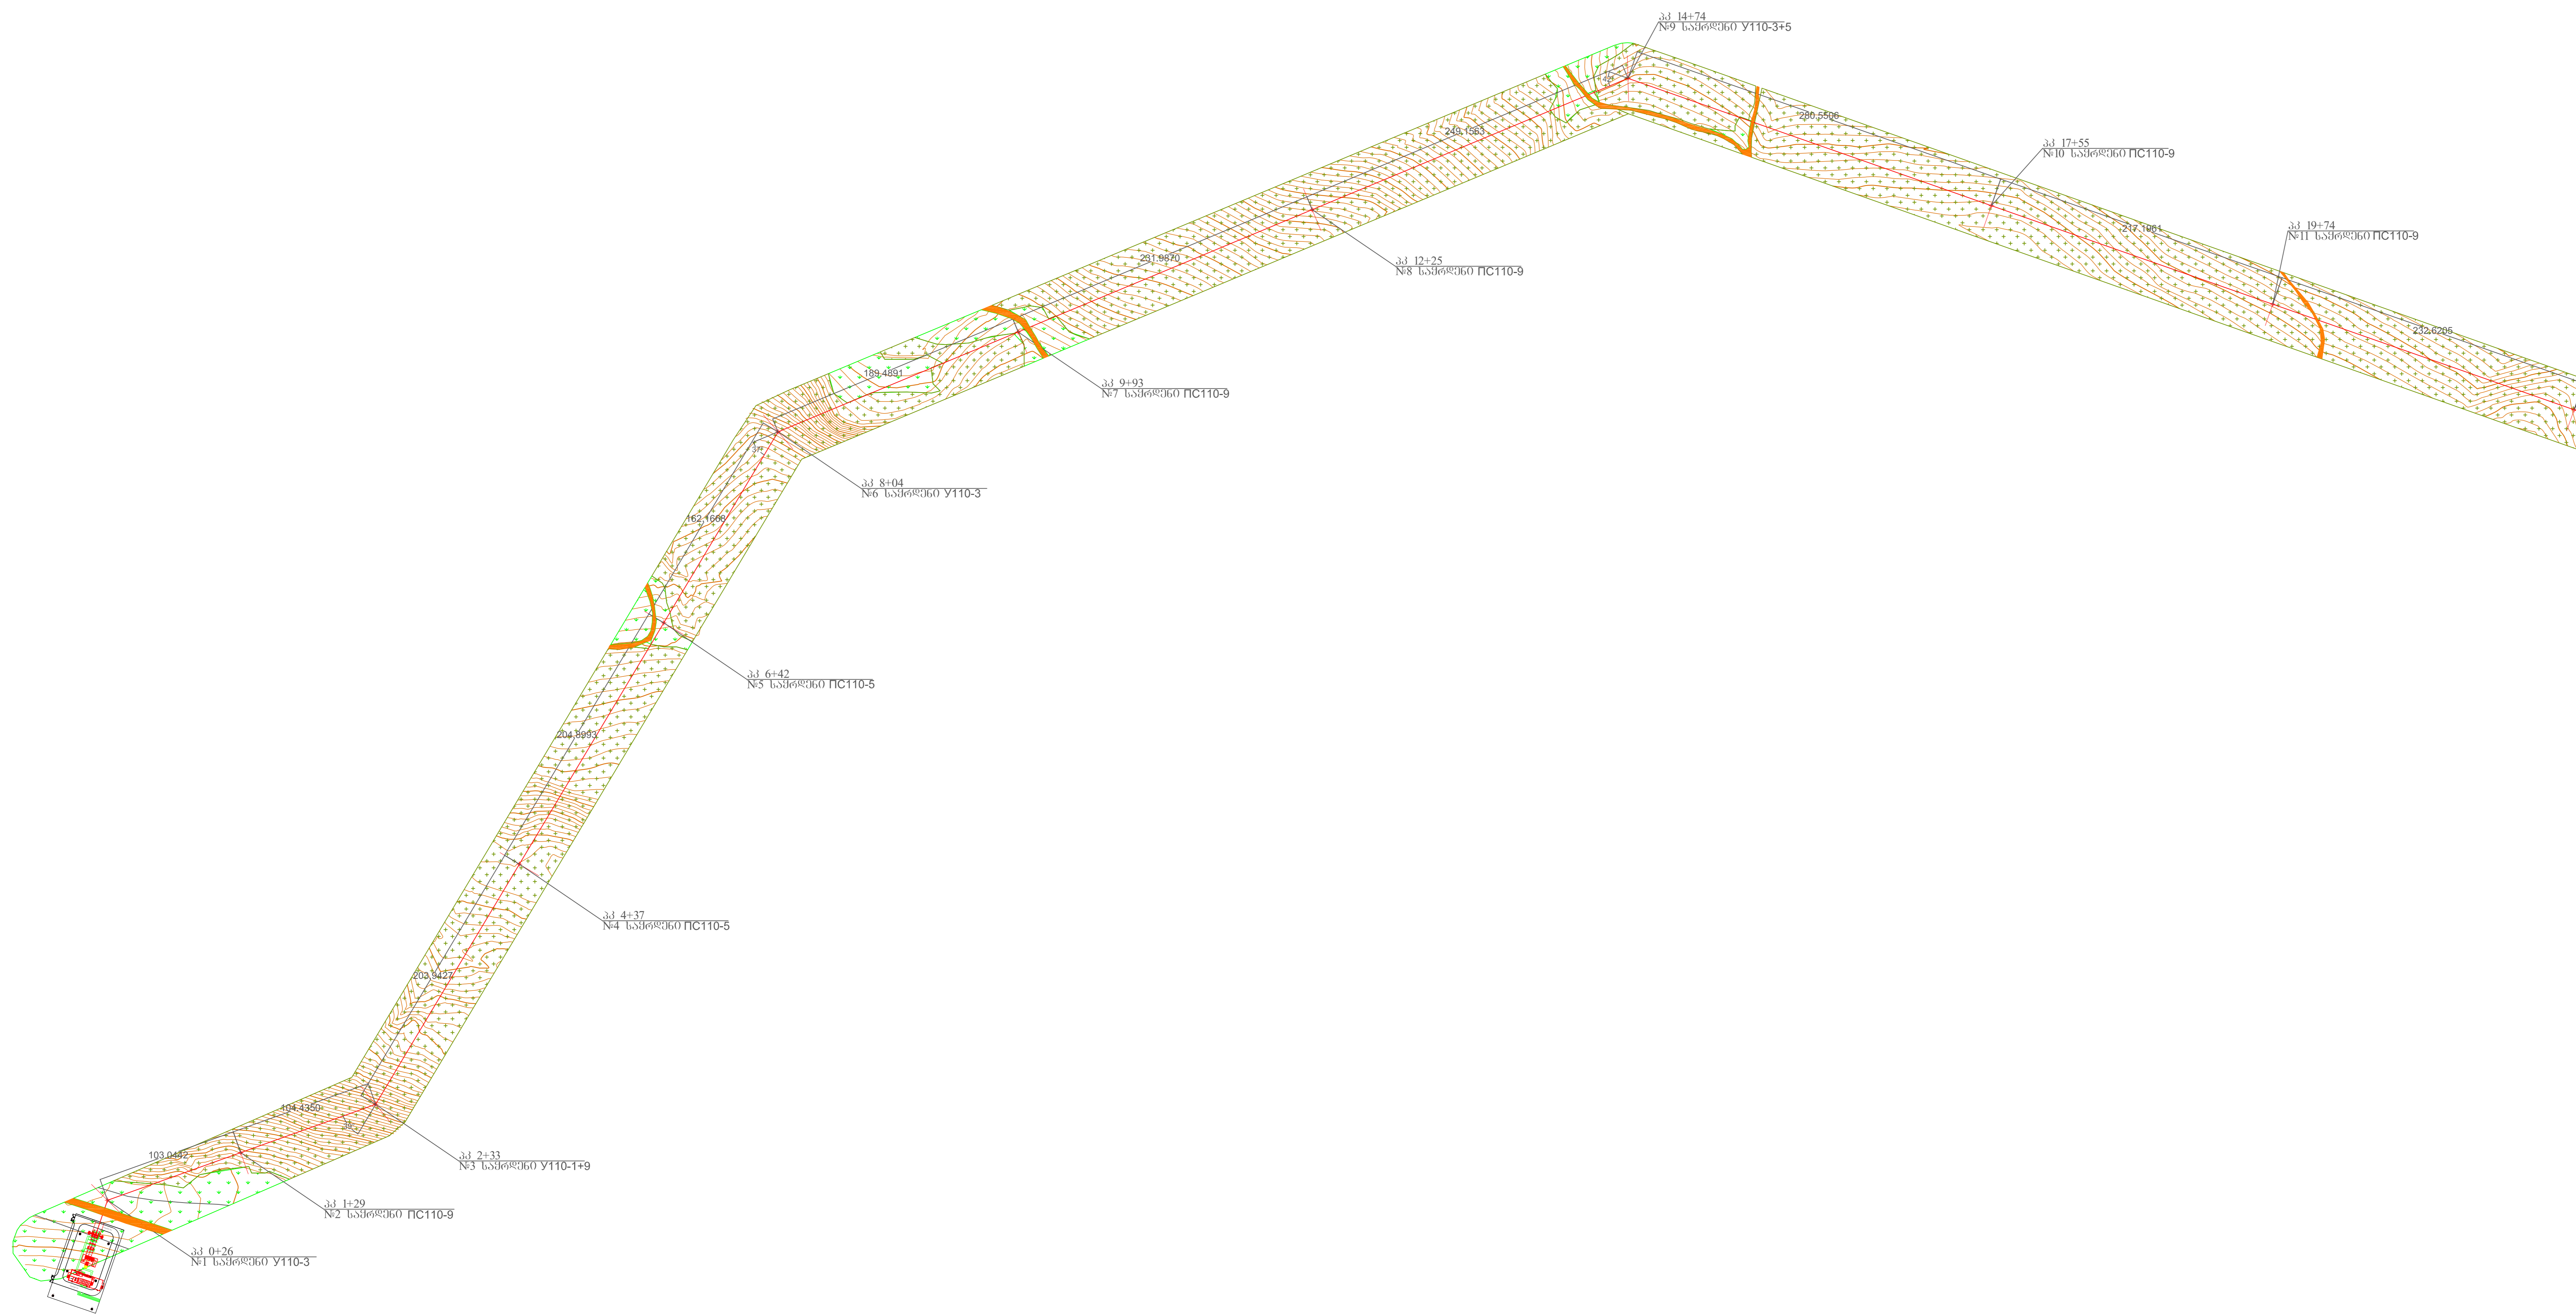 პკ 14+74
№9 საყრდენი У110-3+5
249.1563
280.5506
პკ 17+55
№10 საყრდენი ПС110-9
217.1961
პკ 19+74
№11 საყრდენი ПС110-9
232.6205
231.9870
პკ 12+25
№8 საყრდენი ПС110-9
189.4891
პკ 9+93
№7 საყრდენი ПС110-9
პკ 8+04
№6 საყრდენი У110-3
162.1668
პკ 6+42
№5 საყრდენი ПС110-5
204.8993
პკ 4+37
№4 საყრდენი ПС110-5
203.9427
104.4350
103.0442
პკ 2+33
№3 საყრდენი У110-1+9
პკ 1+29
№2 საყრდენი ПС110-9
პკ 0+26
№1 საყრდენი У110-3